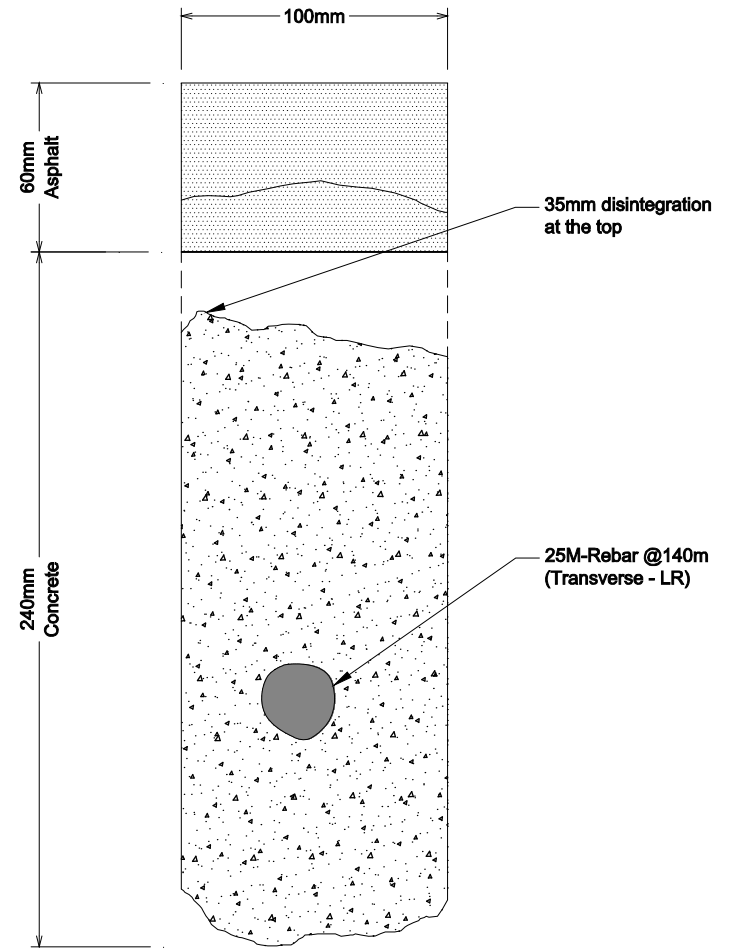 100mm
60mm
Asphalt
35mm disintegration
at the top
240mm
Concrete
25M-Rebar @140m
(Transverse - LR)